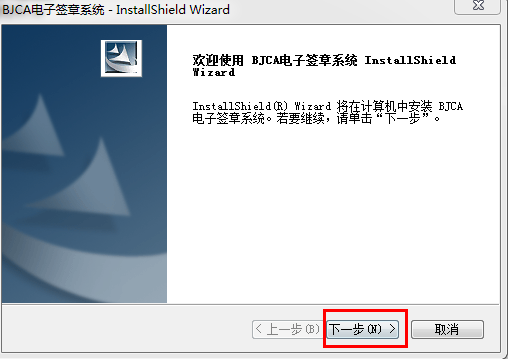 BJCA电子签章系统 - InstallShield Wizard
欢迎使用 BJCA电子签章系统 InstallShield
Wizard
InstallShield(R) Wizard 将在计算机中安装 BJCA
电子签章系统。若要继续，请单击“下一步”。
< 上一步(B) 下一步(N) > 取消